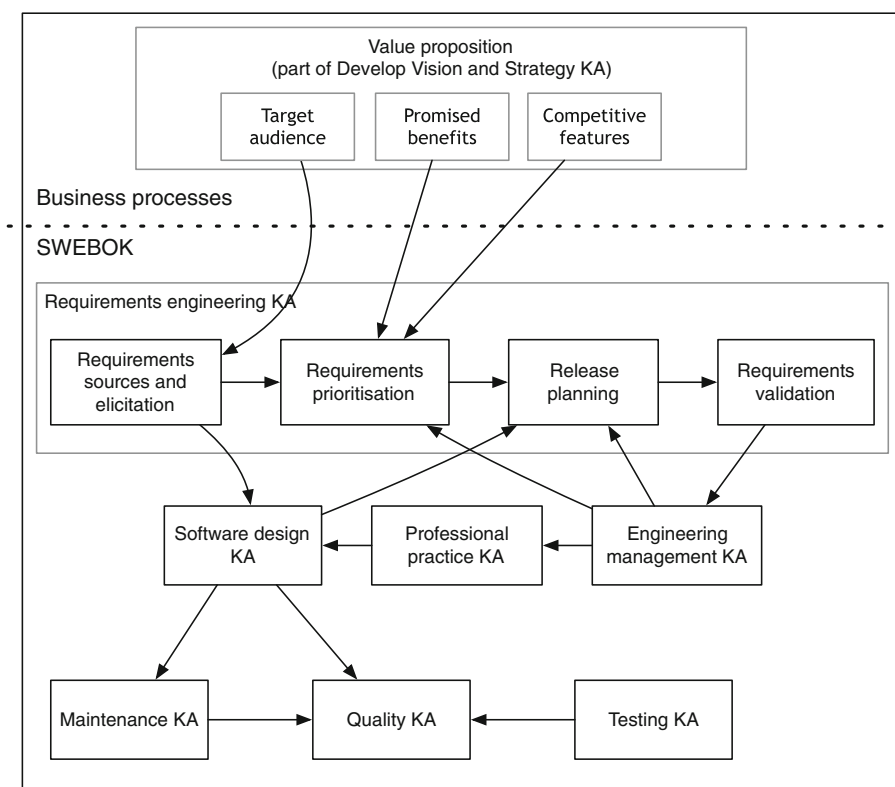 Value proposition
(part of Develop Vision and Strategy KA)
Target
audience
Promised
benefits
Competitive
features
Business processes
SWEBOK
Requirements engineering KA
Requirements
sources and
elicitation
Requirements
prioritisation
Release
planning
Requirements
validation
Software design
KA
Professional
practice KA
Engineering
management KA
Maintenance KA
Quality KA
Testing KA